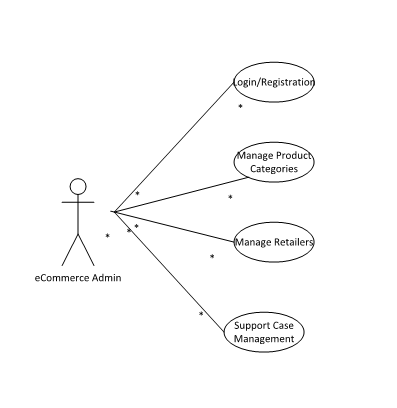 Login/Registration
*
Manage Product
Categories
*
*
*
*
*
Manage Retailers
*
eCommerce Admin
*
Support Case
Management